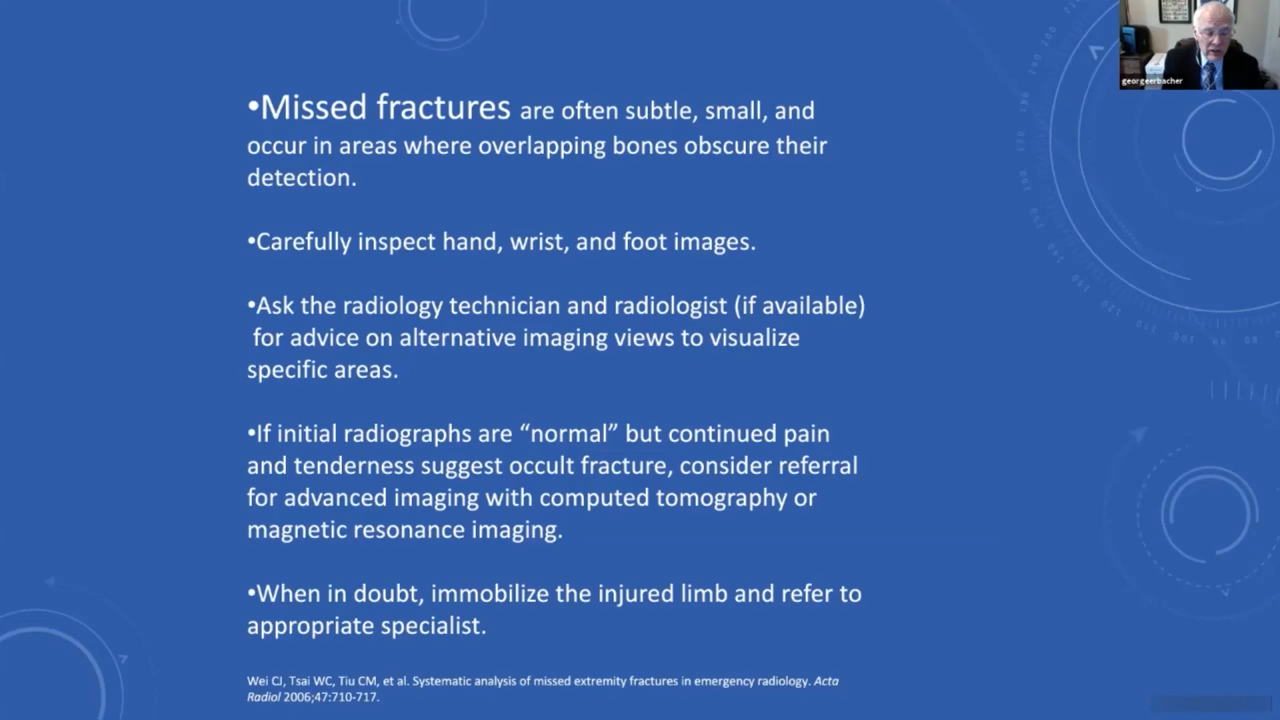 •Missed fractures are often subtle, small, and
occur in areas where overlapping bones obscure their
detection.
•Carefully inspect hand, wrist, and foot images.
•Ask the radiology technician and radiologist (if available)
for advice on alternative imaging views to visualize
specific areas.
•If initial radiographs are “normal” but continued pain
and tenderness suggest occult fracture, consider referral
for advanced imaging with computed tomography or
magnetic resonance imaging.
•When in doubt, immobilize the injured limb and refer to
appropriate specialist.
Wei CJ, Tsai WC, Tiu CM, et al. Systematic analysis of missed extremity fractures in emergency radiology. Acta
Radiol 2006;47:710-717.
georgeerbacher